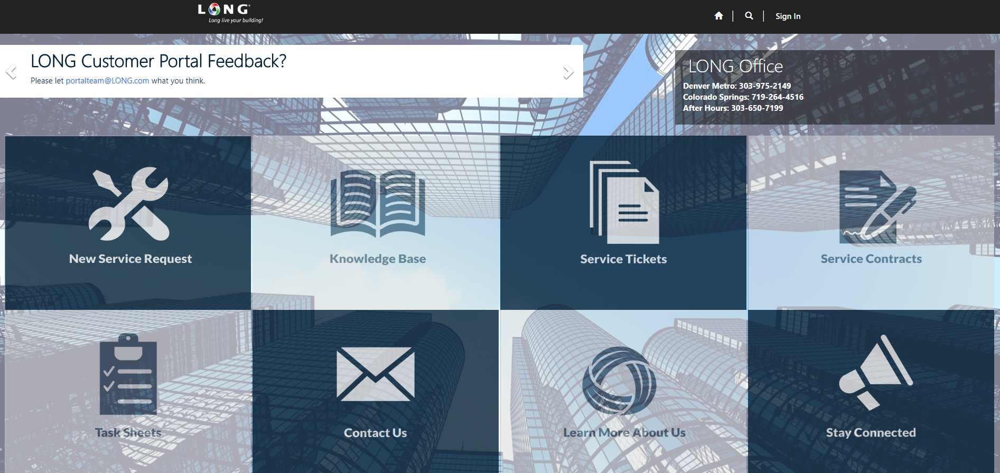 LONG
Long live your building!
Sign In
LONG Customer Portal Feedback?
Please let portalteam@LONG.com what you think.
LONG Office
Denver Metro: 303-975-2149
Colorado Springs: 719-264-4516
After Hours: 303-650-7199
New Service Request
Knowledge Base
Service Tickets
Service Contracts
Task Sheets
Contact Us
Learn More About Us
Stay Connected